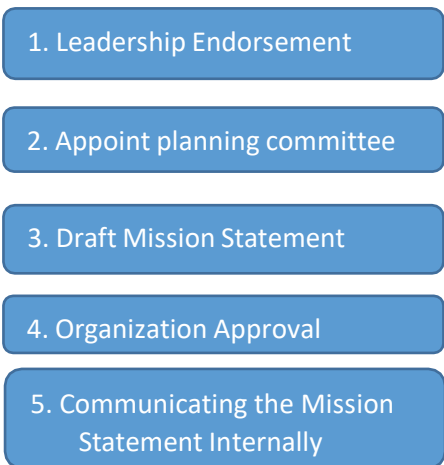 1. Leadership Endorsement
2. Appoint planning committee
3. Draft Mission Statement
4. Organization Approval
5. Communicating the Mission
Statement Internally